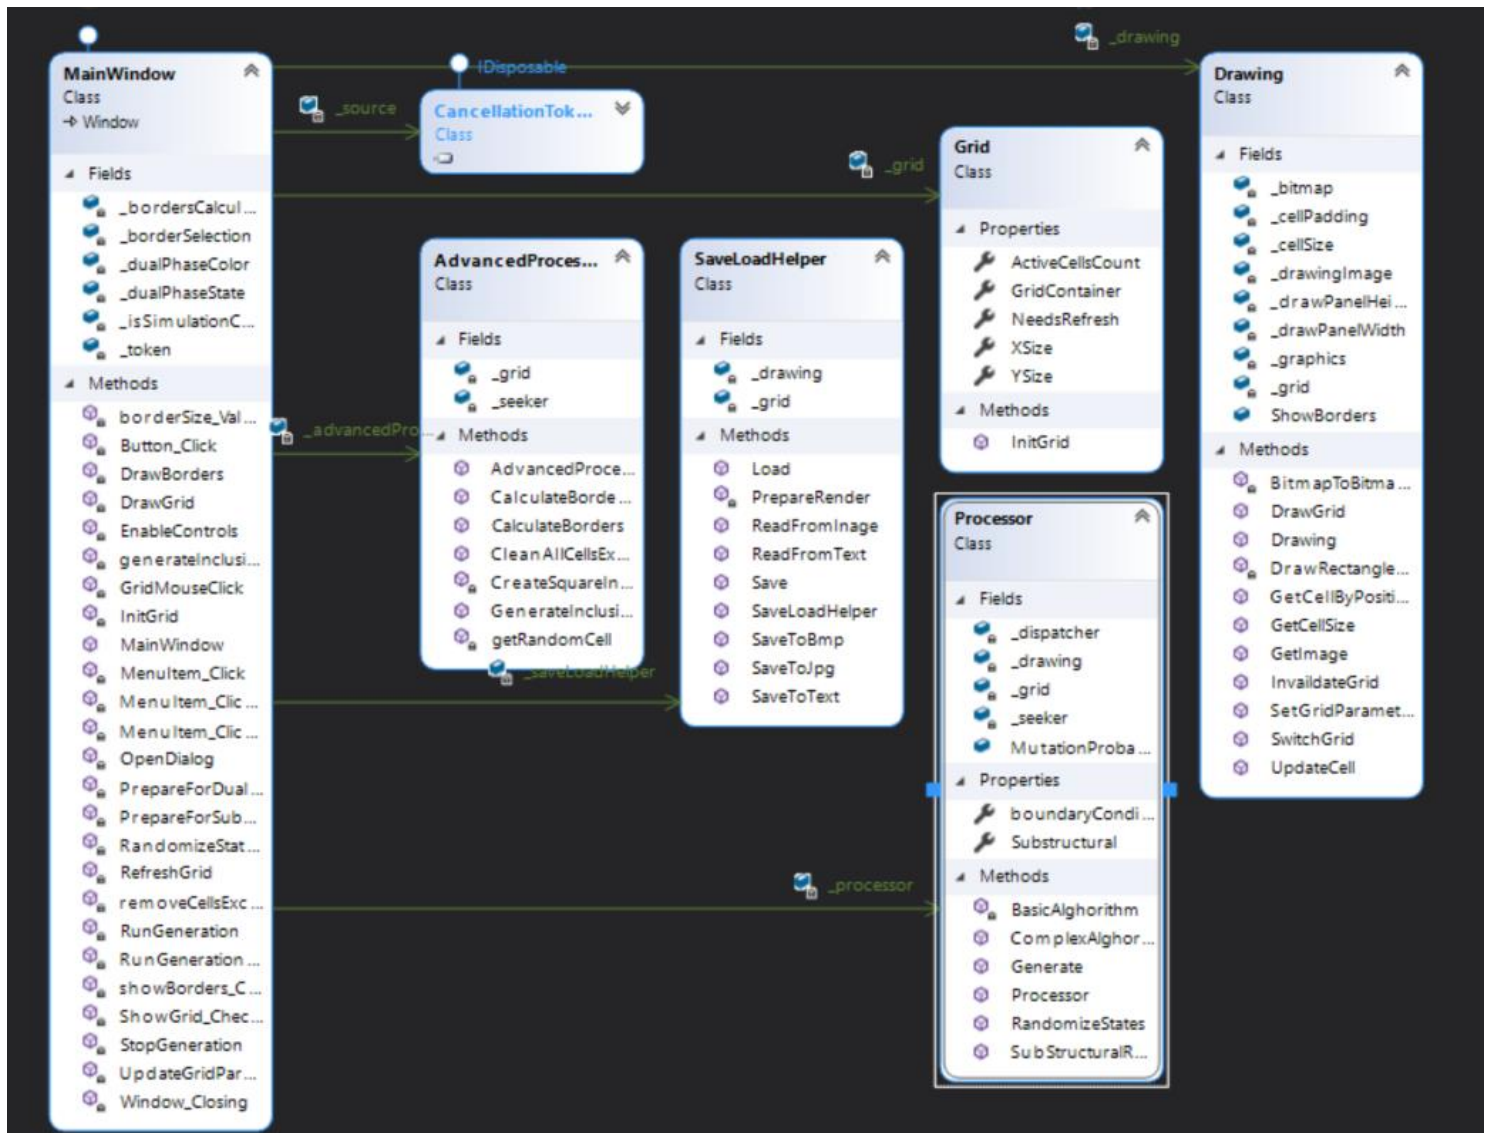 _drawing
MainWindow
Class
Window
Fields
_bordersCalcul ...
_borderSelection
_dualPhaseColor
_dualPhaseState
_isSimulationC...
_token
Methods
borderSize_Val ...
Button_Click
DrawBorders
DrawGrid
EnableControls
generateInclusi...
GridMouseClick
InitGrid
MainWindow
MenuItem_Click
MenuItem_Clic ...
MenuItem_Clic ...
OpenDialog
PrepareForDual ...
PrepareForSub ...
RandomizeStat ...
RefreshGrid
removeCellsExc ...
RunGeneration
RunGeneration ...
showBorders_C ...
ShowGrid_Chec...
StopGeneration
UpdateGridPar...
Window_Closing
_source
IDisposable
CancellationTok...
Class
_grid
_advancedPro...
AdvancedProces...
Class
Fields
_grid
_seeker
Methods
AdvancedProce...
CalculateBorde ...
CalculateBorders
CleanAllCellsEx...
CreateSquareIn...
GenerateInclusi...
getRandomCell
_saveLoadHelper
SaveLoadHelper
Class
Fields
_drawing
_grid
Methods
Load
PrepareRender
ReadFromInage
ReadFromText
Save
SaveLoadHelper
SaveToBmp
SaveToJpg
SaveToText
Grid
Class
Properties
ActiveCellsCount
GridContainer
NeedsRefresh
XSize
YSize
Methods
InitGrid
_processor
Processor
Class
Fields
_dispatcher
_drawing
_grid
_seeker
MutationProba ...
Properties
boundaryCondi ...
Substructural
Methods
BasicAlghorithm
ComplexAlghor ...
Generate
Processor
RandomizeStates
SubStructuralR...
Drawing
Class
Fields
_bitmap
_cellPadding
_cellSize
_drawingImage
_drawPanelHei ...
_drawPanelWidth
_graphics
_grid
ShowBorders
Methods
BitmapToBitma ...
DrawGrid
Drawing
DrawRectangle...
GetCellByPositi...
GetCellSize
GetImage
InvaildateGrid
SetGridParamet...
SwitchGrid
UpdateCell